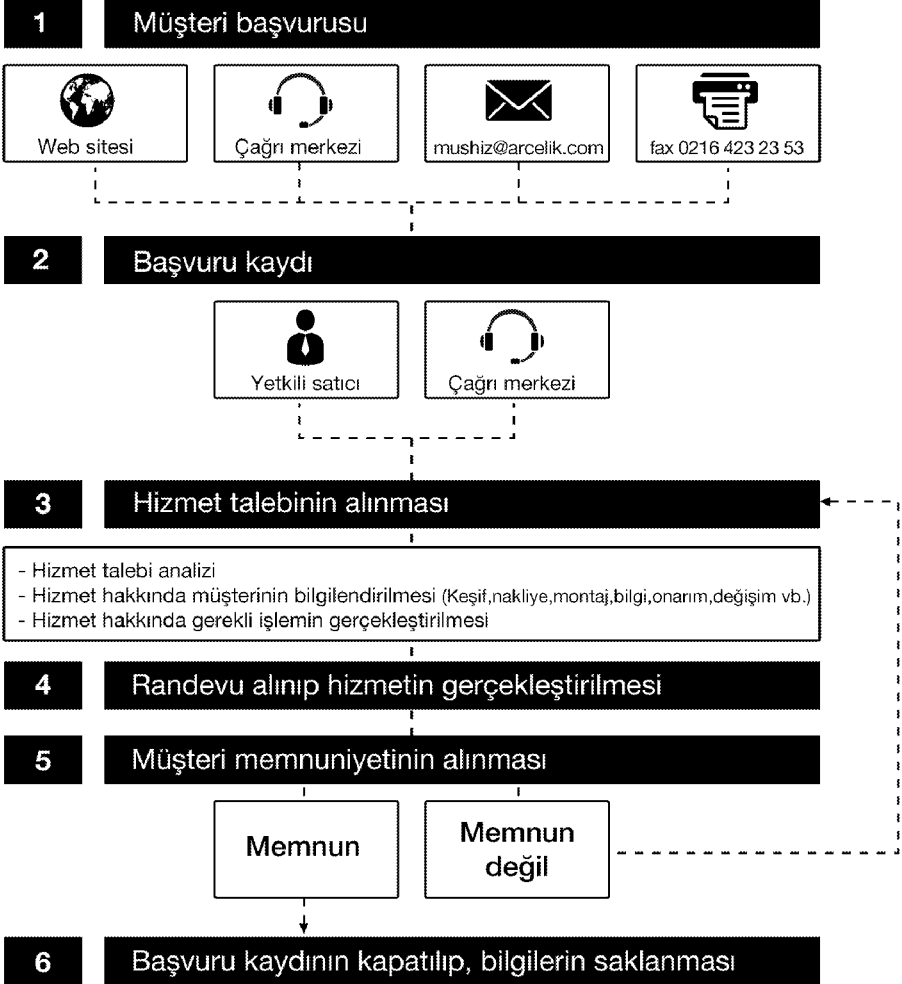 1 Müşteri başvurusu
Web sitesi
Çağrı merkezi
mushiz@arcelik.com
fax 0216 423 23 53
2 Başvuru kaydı
Yetkili satıcı
Çağrı merkezi
3 Hizmet talebinin alınması
- Hizmet talebi analizi
- Hizmet hakkında müşterinin bilgilendirilmesi (Keşif,nakliye,montaj,bilgi,onarım,değişim vb.)
- Hizmet hakkında gerekli işlemin gerçekleştirilmesi
4 Randevu alınıp hizmetin gerçekleştirilmesi
5 Müşteri memnuniyetinin alınması
Memnun
Memnun
değil
6 Başvuru kaydının kapatılıp, bilgilerin saklanması